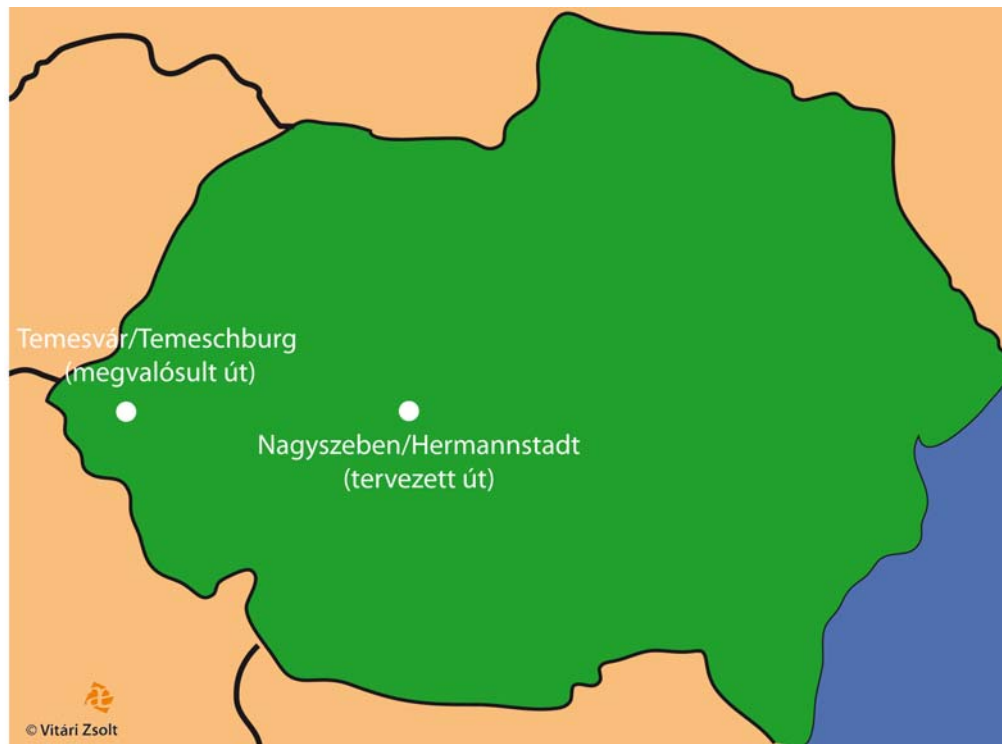 Temesvár/Temeschburg
(megvalósult út)
Nagyszeben/Hermannstadt
(tervezett út)
© Vitári Zsolt